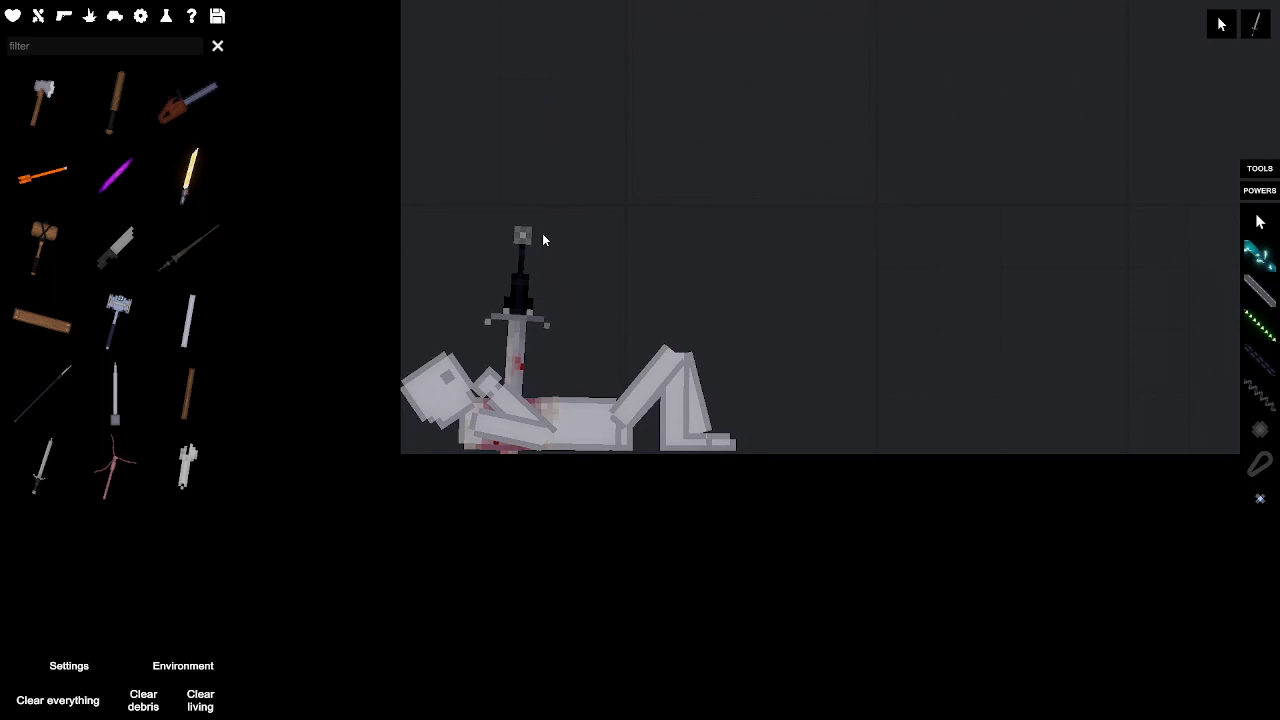 filter
TOOLS
POWERS
Settings
Environment
Clear everything
Clear
debris
Clear
living